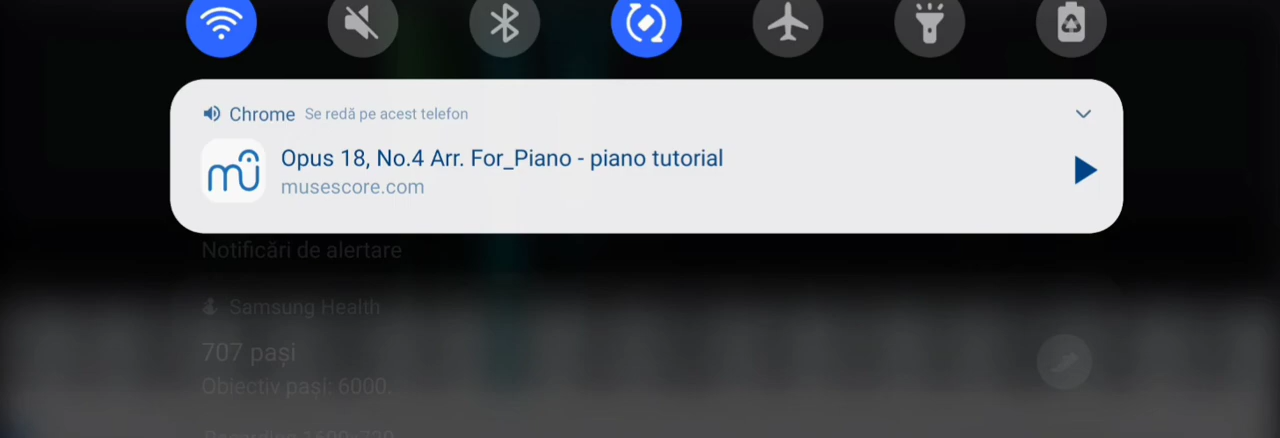 Chrome Se redă pe acest telefon
Opus 18, No.4 Arr. For_Piano - piano tutorial
musescore.com
Notificări de alertare
Samsung Health
707 pași
Obiectiv pași: 6000.